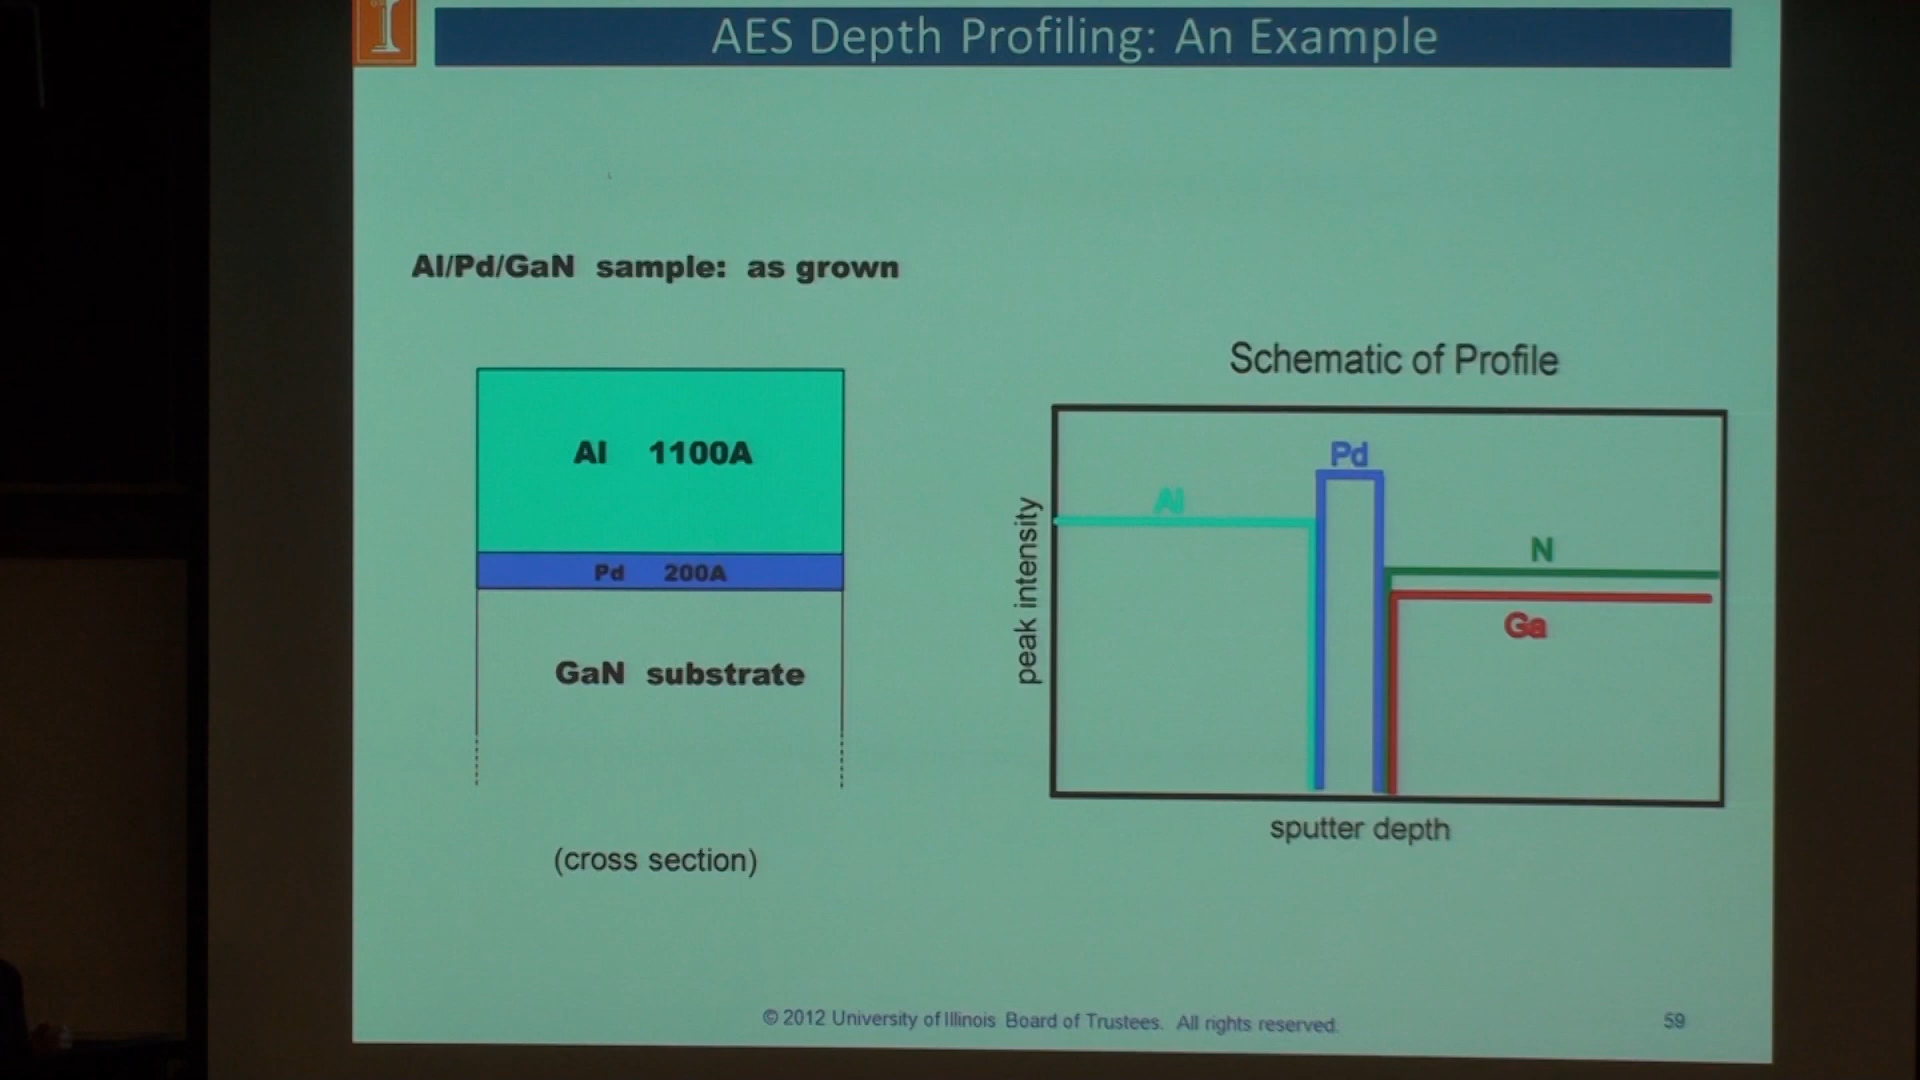 AES Depth Profiling: An Example
Al/Pd/GaN sample: as grown
Al 1100A
Pd 200A
GaN substrate
(cross section)
Schematic of Profile
Pd
Al
N
Ga
peak intensity
sputter depth
© 2012 University of Illinois Board of Trustees. All rights reserved.
59